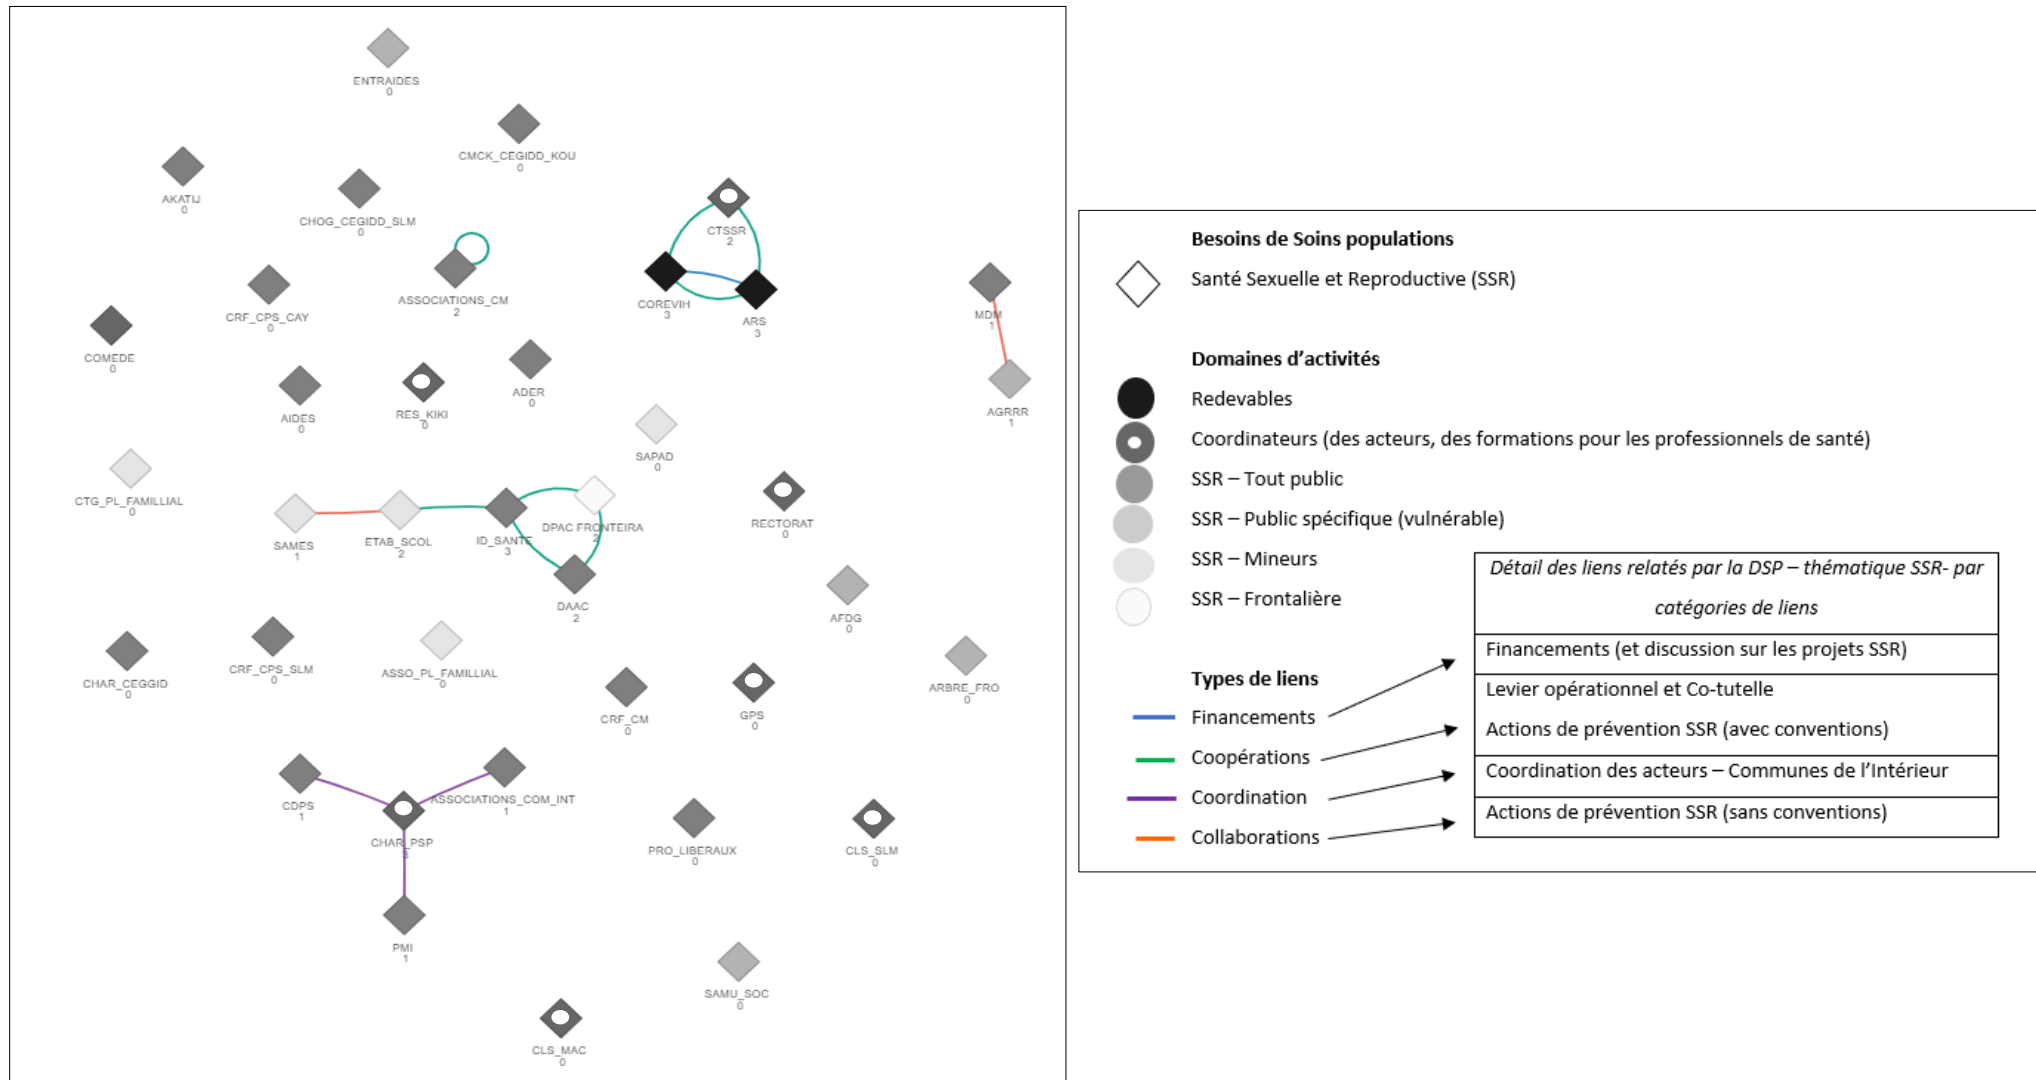 ENTRAIDES
0
CMCK_CEGIDD_KOU
0
AKATIJ
0
CHOG_CEGIDD_SLM
0
CTSSR
2
ASSOCIATIONS_CM
2
COREVIH
3
ARS
3
MDM
1
CRF_CPS_CAY
0
COMEDE
0
AIDES
0
RES_KIKI
0
ADER
0
AGRRR
1
SAPAD
0
CTG_PL_FAMILLIAL
0
SAMES
1
ETAB_SCOL
2
ID_SANTE
3
DPAC FRONTEIRA
2
RECTORAT
0
DAAC
2
AFDG
0
CHAR_CEGGID
0
CRF_CPS_SLM
0
ASSO_PL_FAMILLIAL
0
CRF_CM
0
GPS
0
ARBRE_FRO
0
CDPS
1
CHAR_PSP
3
ASSOCIATIONS_COM_INT
1
PRO_LIBERAUX
0
CLS_SLM
0
PMI
1
SAMU_SOC
0
CLS_MAC
0
Besoins de Soins populations
Santé Sexuelle et Reproductive (SSR)
Domaines d’activités
Redevables
Coordinateurs (des acteurs, des formations pour les professionnels de santé)
SSR – Tout public
SSR – Public spécifique (vulnérable)
SSR – Mineurs
SSR – Frontalière
Types de liens
Financements
Coopérations
Coordination
Collaborations
Détail des liens relatés par la DSP – thématique SSR- par
catégories de liens
Financements (et discussion sur les projets SSR)
Levier opérationnel et Co-tutelle
Actions de prévention SSR (avec conventions)
Coordination des acteurs – Communes de l’Intérieur
Actions de prévention SSR (sans conventions)